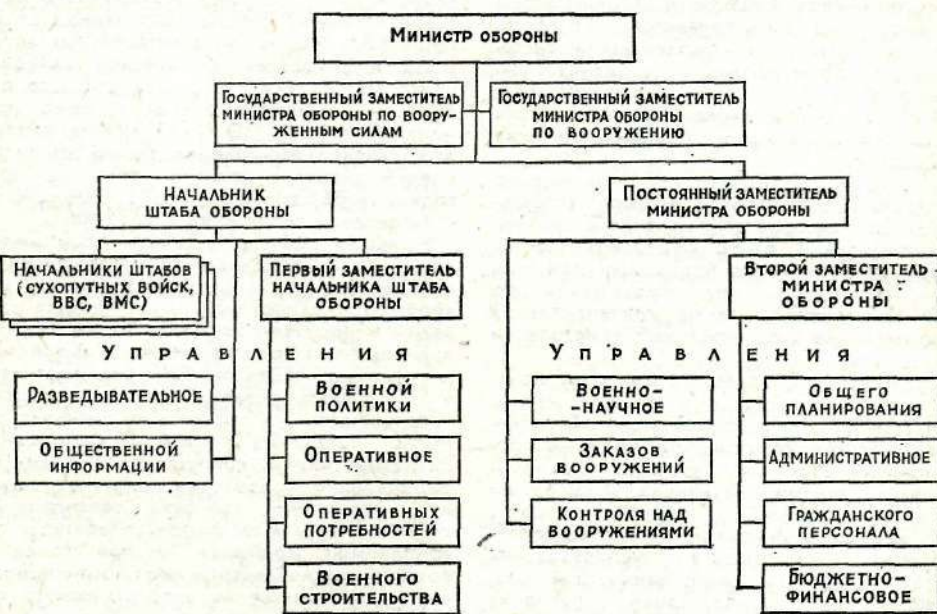 МИНИСТР ОБОРОНЫ
ГОСУДАРСТВЕННЫЙ ЗАМЕСТИТЕЛЬ
МИНИСТРА ОБОРОНЫ ПО ВООРУ-
ЖЕННЫМ СИЛАМ
ГОСУДАРСТВЕННЫЙ ЗАМЕСТИТЕЛЬ
МИНИСТРА ОБОРОНЫ
ПО ВООРУЖЕНИЮ
НАЧАЛЬНИК
ШТАБА ОБОРОНЫ
ПОСТОЯННЫЙ ЗАМЕСТИТЕЛЬ
МИНИСТРА ОБОРОНЫ
НАЧАЛЬНИКИ ШТАБОВ
(СУХОПУТНЫХ ВОЙСК,
ВВС, ВМС)
ПЕРВЫЙ ЗАМЕСТИТЕЛЬ
НАЧАЛЬНИКА ШТАБА
ОБОРОНЫ
ВТОРОЙ ЗАМЕСТИТЕЛЬ
МИНИСТРА
ОБОРОНЫ
УПРАВЛЕНИЯ
РАЗВЕДЫВАТЕЛЬНОЕ
ОБЩЕСТВЕННОЙ
ИНФОРМАЦИИ
ВОЕННОЙ
ПОЛИТИКИ
ОПЕРАТИВНОЕ
ОПЕРАТИВНЫХ
ПОТРЕБНОСТЕЙ
ВОЕННОГО
СТРОИТЕЛЬСТВА
УПРАВЛЕНИЯ
ВОЕННО-
-НАУЧНОЕ
ЗАКАЗОВ
ВООРУЖЕНИЙ
КОНТРОЛЯ НАД
ВООРУЖЕНИЯМИ
ОБЩЕГО
ПЛАНИРОВАНИЯ
АДМИНИСТРАТИВНОЕ
ГРАЖДАНСКОГО
ПЕРСОНАЛА
БЮДЖЕТНО-
ФИНАНСОВОЕ